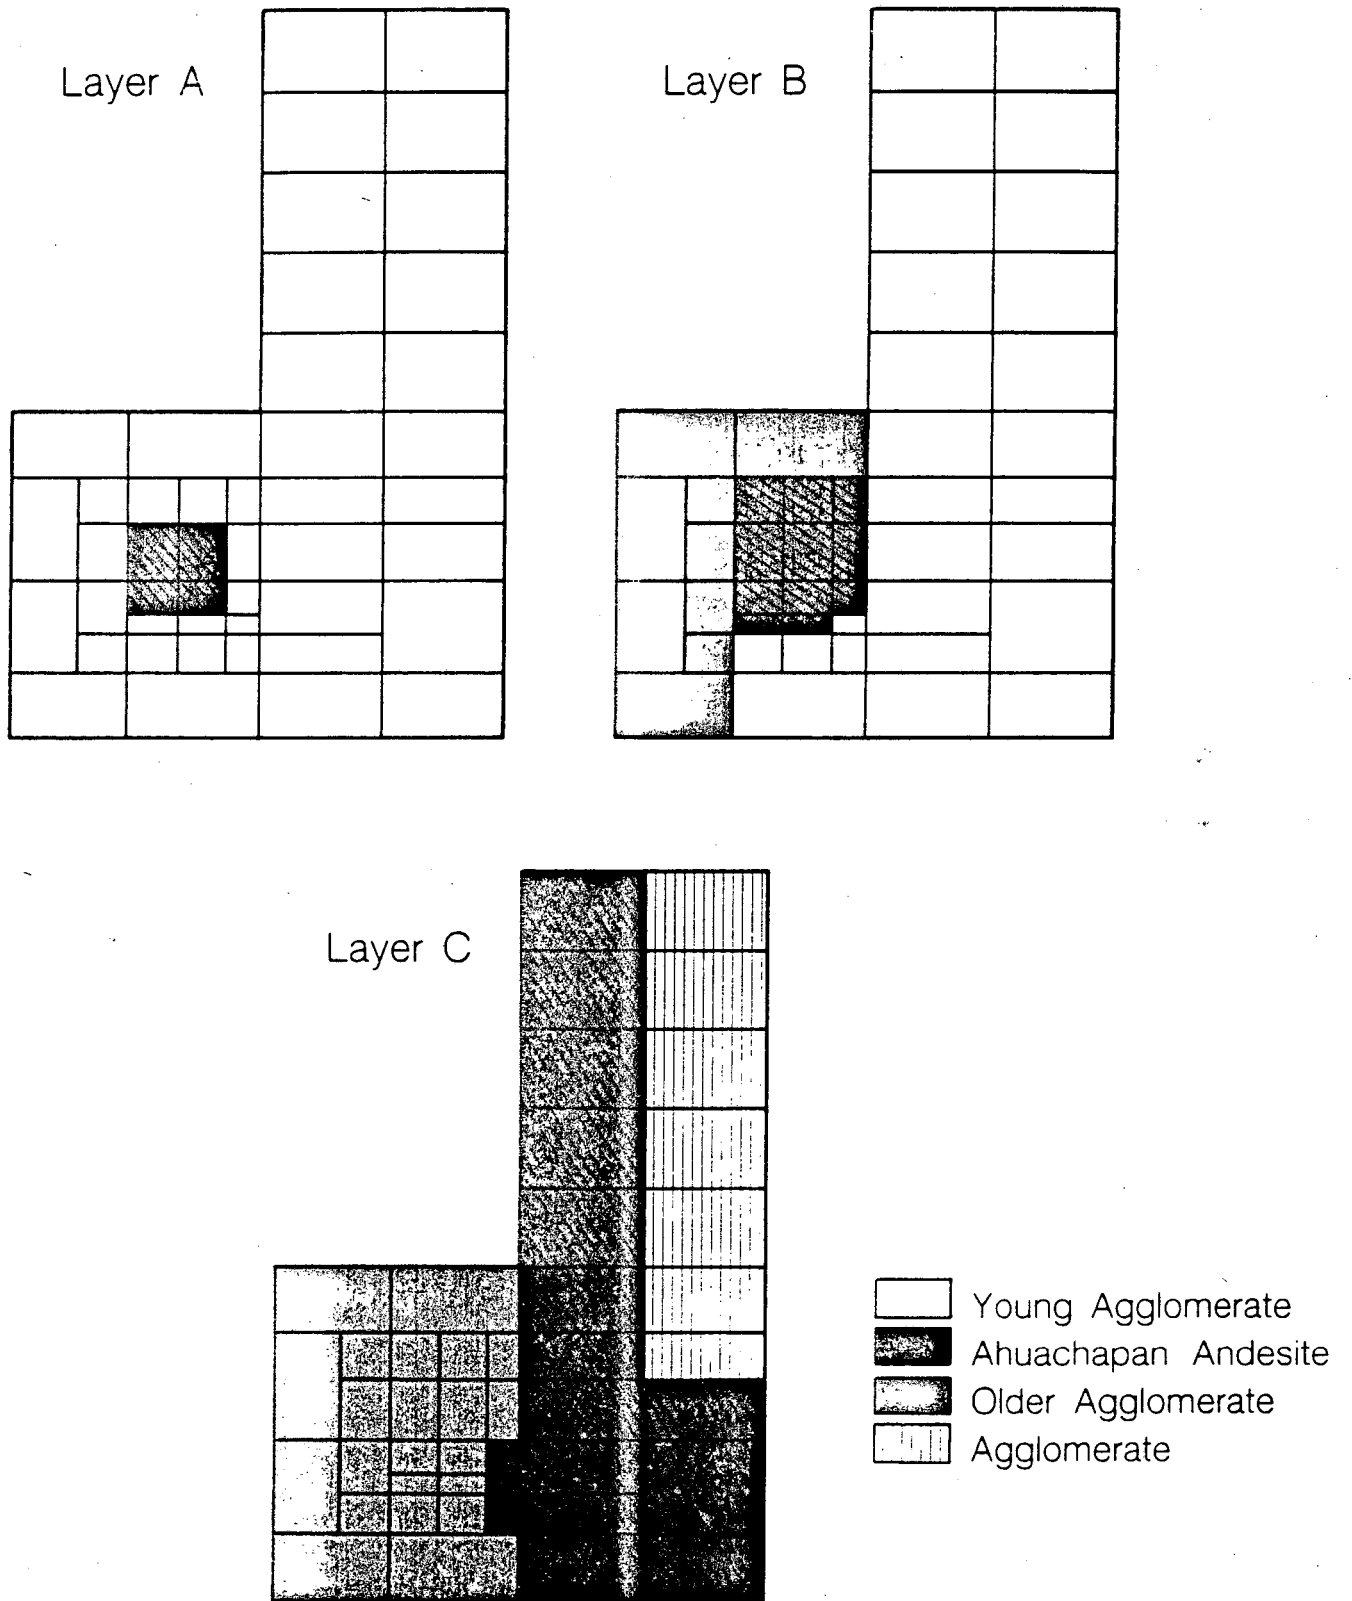 Layer A
Layer B
Layer C
Young Agglomerate
Ahuachapan Andesite
Older Agglomerate
Agglomerate